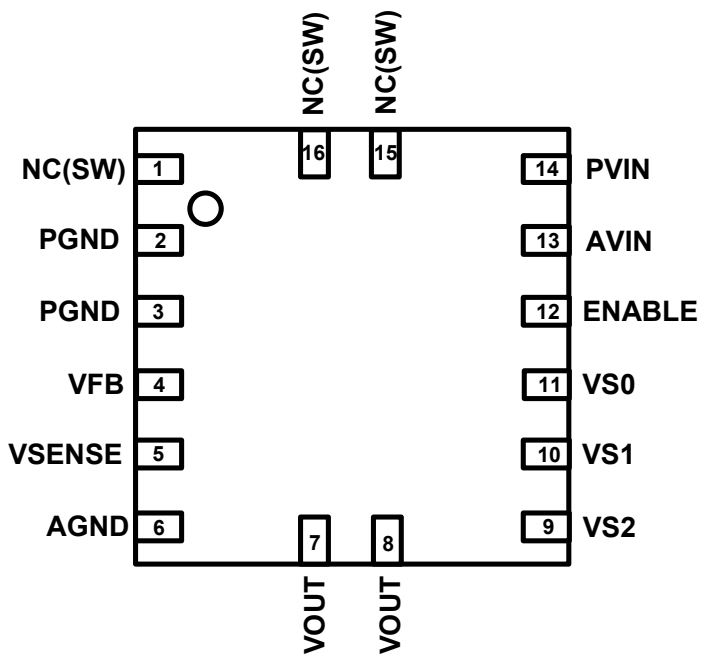 NC(SW)
NC(SW)
16
15
NC(SW)
1
14
PVIN
PGND
2
13
AVIN
PGND
3
12
ENABLE
VFB
4
11
VS0
VSENSE
5
10
VS1
AGND
6
9
VS2
7
8
VOUT
VOUT